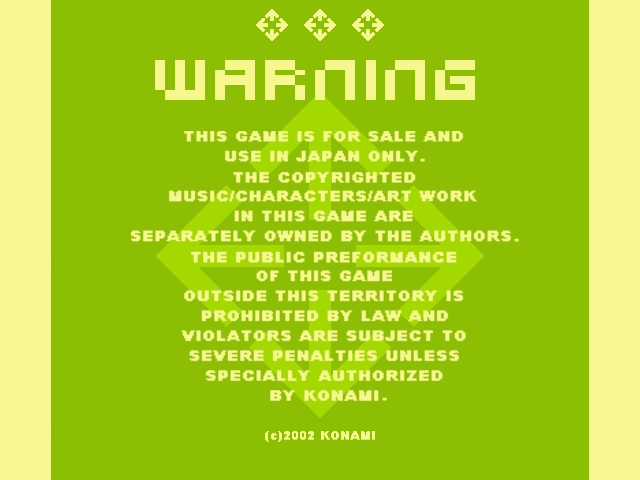 WARNING
THIS GAME IS FOR SALE AND
USE IN JAPAN ONLY.
THE COPYRIGHTED
MUSIC/CHARACTERS/ART WORK
IN THIS GAME ARE
SEPARATELY OWNED BY THE AUTHORS.
THE PUBLIC PREFORMANCE
OF THIS GAME
OUTSIDE THIS TERRITORY IS
PROHIBITED BY LAW AND
VIOLATORS ARE SUBJECT TO
SEVERE PENALTIES UNLESS
SPECIALLY AUTHORIZED
BY KONAMI.
(c)2002 KONAMI